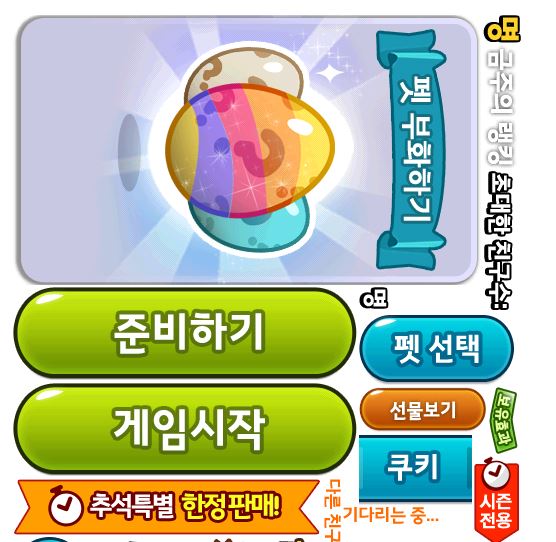 펫 부화하기
명
금주의 랭킹
초대한 친구수:
명
준비하기
펫 선택
게임시작
선물보기
보유효과
쿠키
추석특별 한정판매!
다른 친구
기다리는 중...
시즌
전용